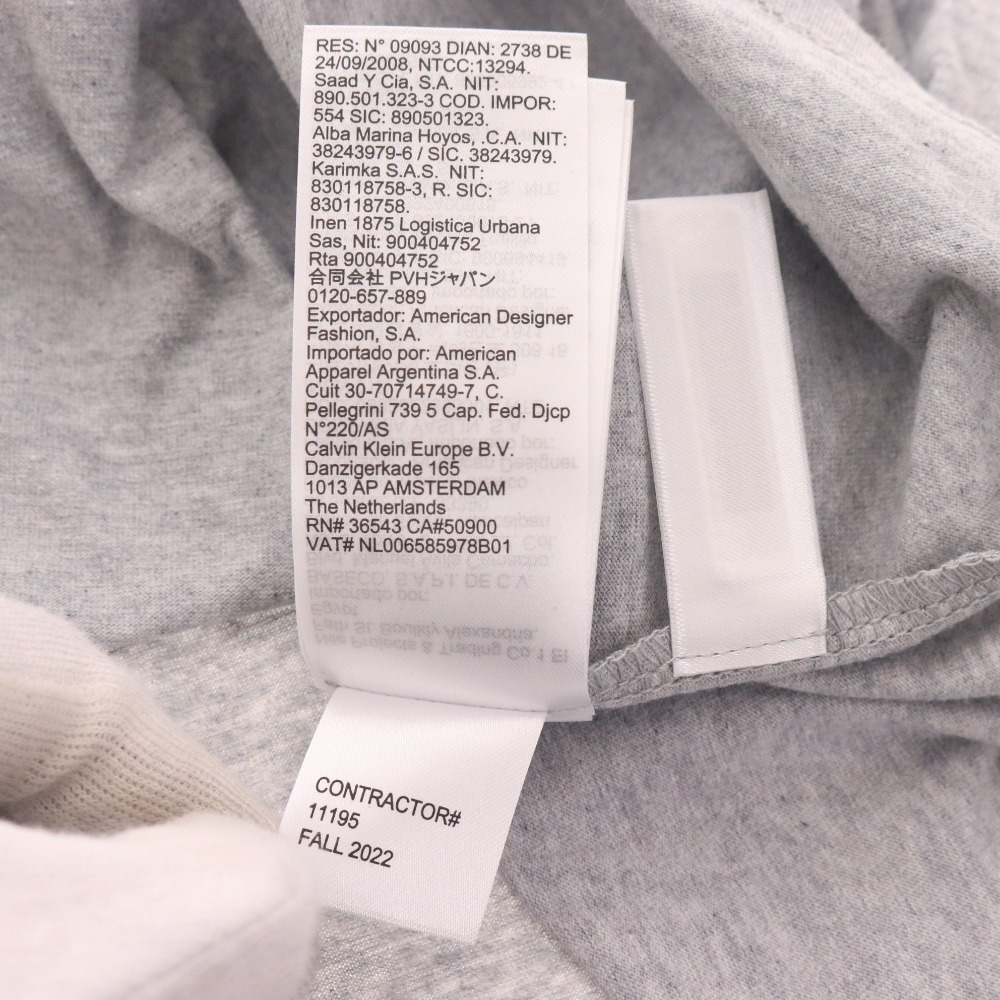 RES: N° 09093 DIAN: 2738 DE
24/09/2008, NTCC:13294.
Saad Y Cia, S.A. NIT:
890.501.323-3 COD. IMPOR:
554 SIC: 890501323.
Alba Marina Hoyos, .C.A. NIT:
38243979-6 / SIC. 38243979.
Karimka S.A.S. NIT:
830118758-3, R. SIC:
830118758.
Inen 1875 Logistica Urbana
Sas, Nit: 900404752
Rta 900404752
合同会社 PVHジャパン
0120-657-889
Exportador: American Designer
Fashion, S.A.
Importado por: American
Apparel Argentina S.A.
Cuit 30-70714749-7, C.
Pellegrini 739 5 Cap. Fed. Djcp
N°220/AS
Calvin Klein Europe B.V.
Danzigerkade 165
1013 AP AMSTERDAM
The Netherlands
RN# 36543 CA#50900
VAT# NL006585978B01
CONTRACTOR#
11195
FALL 2022